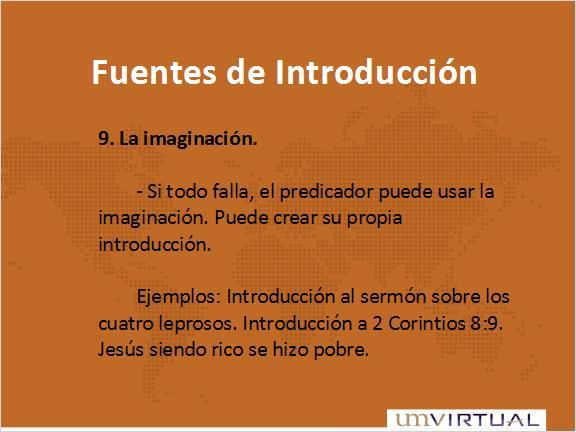 Fuentes de Introducción
9. La imaginación.
- Si todo falla, el predicador puede usar la
imaginación. Puede crear su propia
introducción.
Ejemplos: Introducción al sermón sobre los
cuatro leprosos. Introducción a 2 Corintios 8:9.
Jesús siendo rico se hizo pobre.
umVIRTUAL